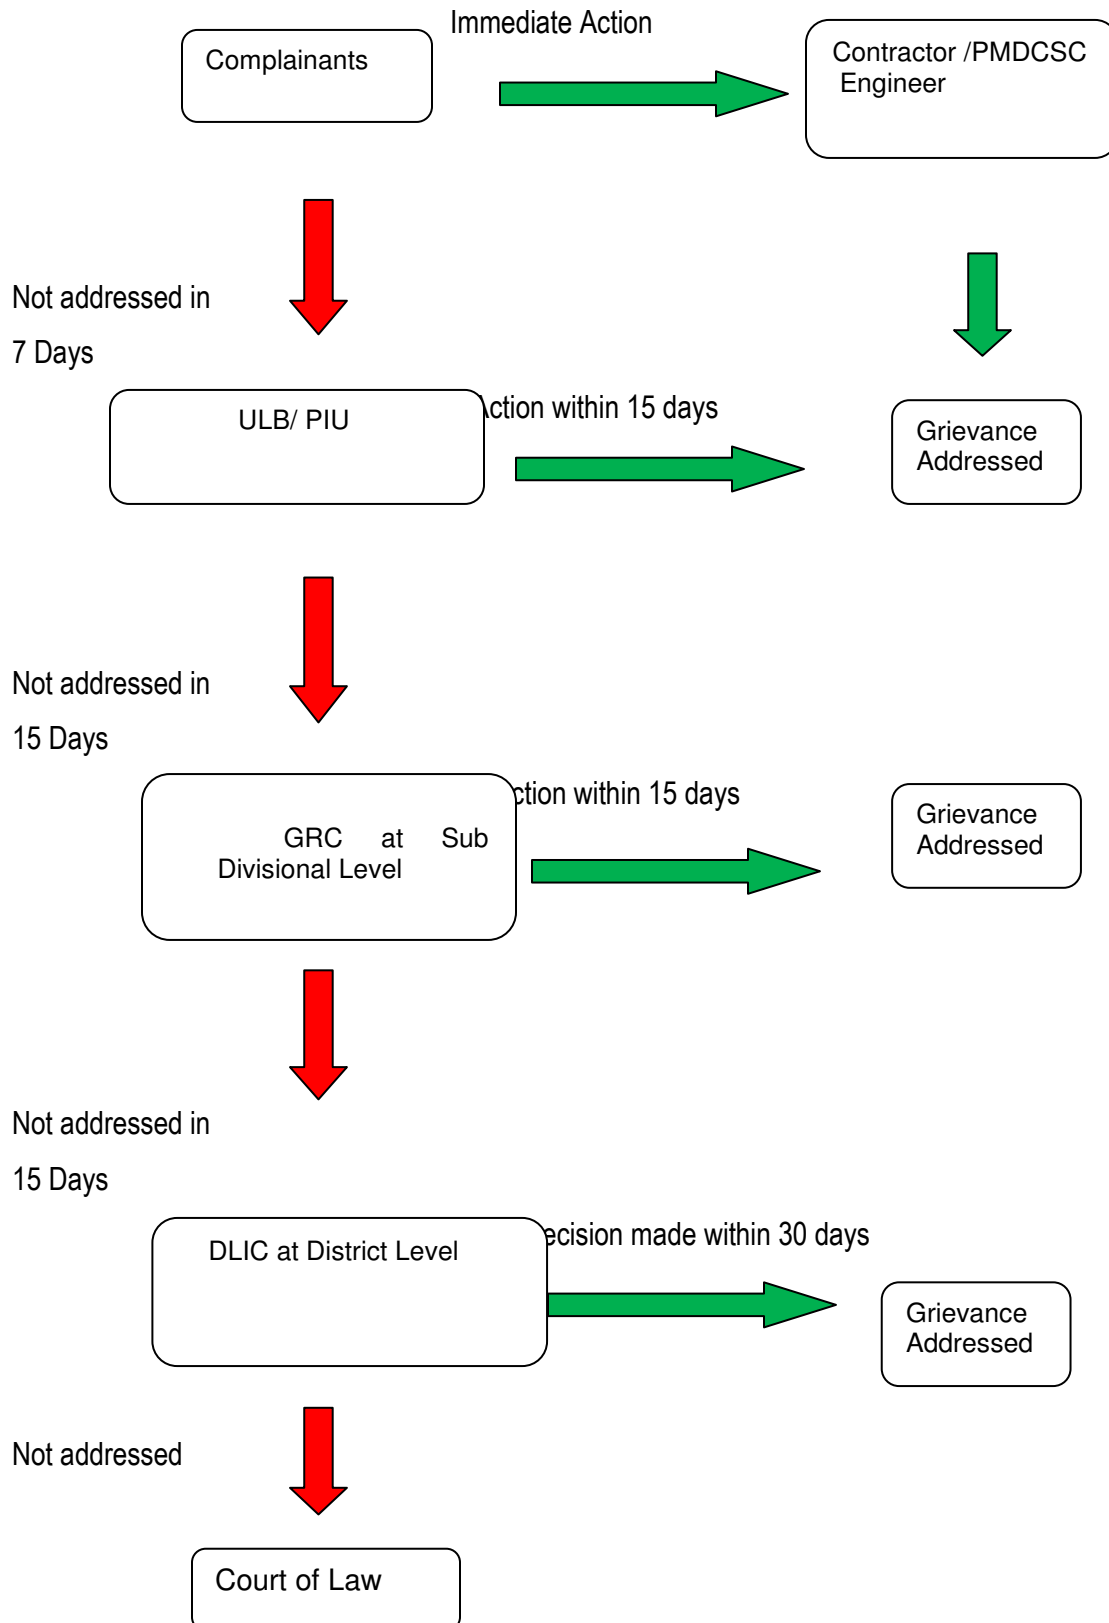 Immediate Action
Complainants
Contractor /PMDCSC
Engineer
Not addressed in
7 Days
ULB/ PIU
Action within 15 days
Grievance
Addressed
Not addressed in
15 Days
GRC at Sub
Divisional Level
ction within 15 days
Grievance
Addressed
Not addressed in
15 Days
DLIC at District Level
ecision made within 30 days
Grievance
Addressed
Not addressed
Court of Law